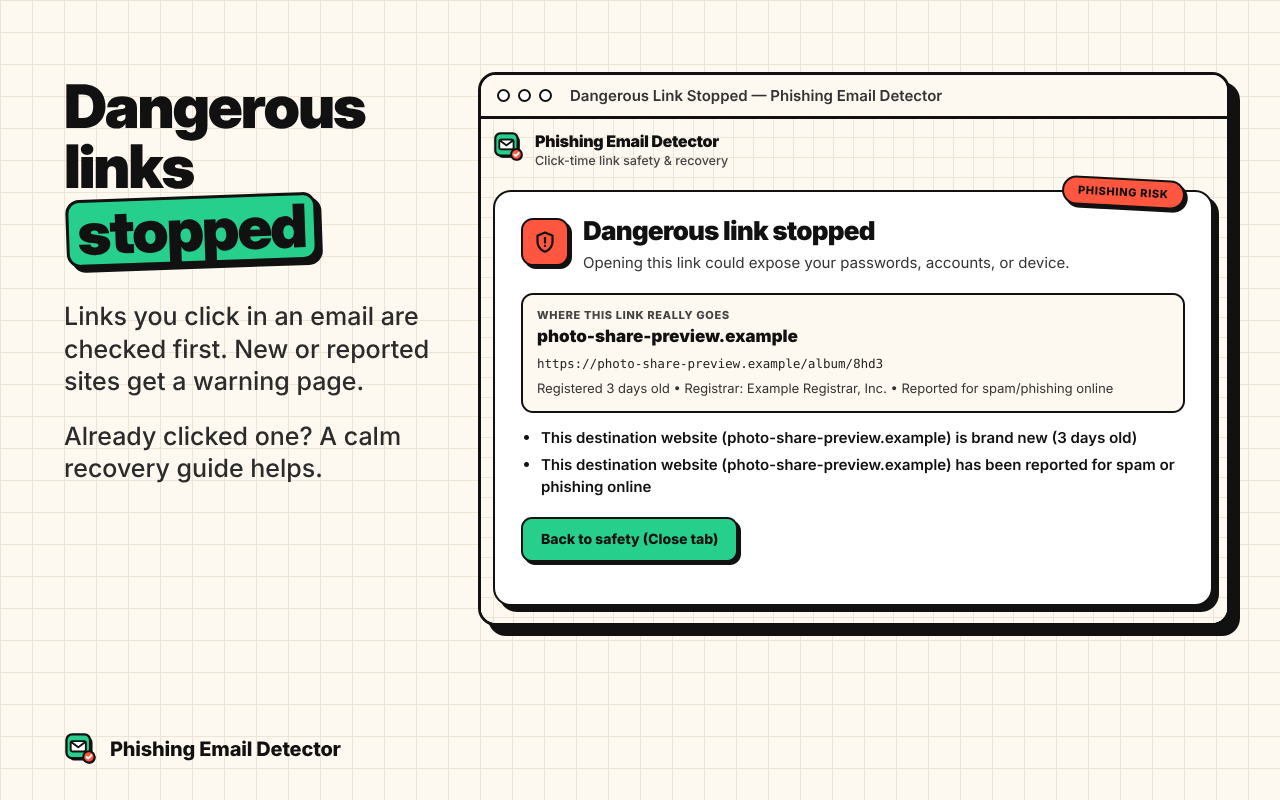 Dangerous
links
stopped
Links you click in an email are
checked first. New or reported
sites get a warning page.
Already clicked one? A calm
recovery guide helps.
Phishing Email Detector
Dangerous Link Stopped — Phishing Email Detector
Phishing Email Detector
Click-time link safety & recovery
PHISHING RISK
Dangerous link stopped
Opening this link could expose your passwords, accounts, or device.
WHERE THIS LINK REALLY GOES
photo-share-preview.example
https://photo-share-preview.example/album/8hd3
Registered 3 days old • Registrar: Example Registrar, Inc. • Reported for spam/phishing online
• This destination website (photo-share-preview.example) is brand new (3 days old)
• This destination website (photo-share-preview.example) has been reported for spam or
phishing online
Back to safety (Close tab)